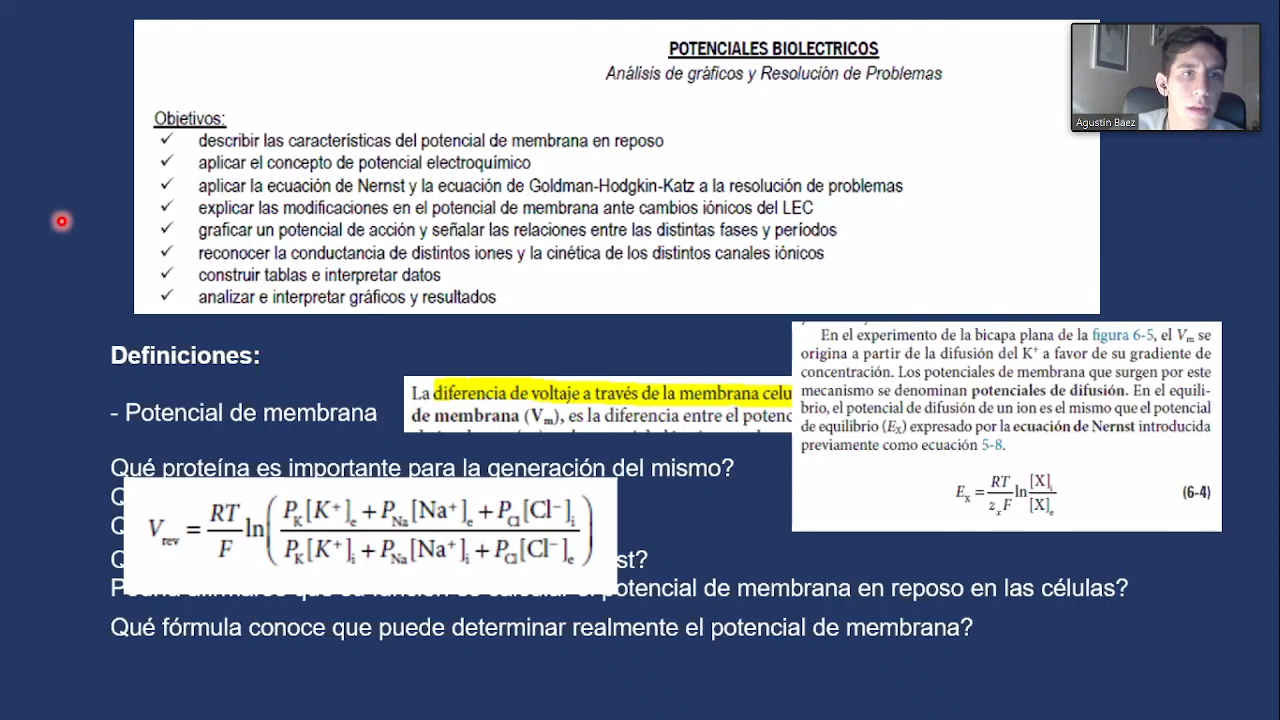 POTENCIALES BIOLECTRICOS
Análisis de gráficos y Resolución de Problemas
Agustin Baez
Objetivos:
✓ describir las características del potencial de membrana en reposo
✓ aplicar el concepto de potencial electroquímico
✓ aplicar la ecuación de Nernst y la ecuación de Goldman-Hodgkin-Katz a la resolución de problemas
✓ explicar las modificaciones en el potencial de membrana ante cambios iónicos del LEC
✓ graficar un potencial de acción y señalar las relaciones entre las distintas fases y períodos
✓ reconocer la conductancia de distintos iones y la cinética de los distintos canales iónicos
✓ construir tablas e interpretar datos
✓ analizar e interpretar gráficos y resultados
Definiciones:
- Potencial de membrana
La diferencia de voltaje a través de la membrana celu
de membrana (Vm), es la diferencia entre el potenc
En el experimento de la bicapa plana de la figura 6-5, el Vm se
origina a partir de la difusión del K⁺ a favor de su gradiente de
concentración. Los potenciales de membrana que surgen por este
mecanismo se denominan potenciales de difusión. En el equili-
brio, el potencial de difusión de un ion es el mismo que el potencial
de equilibrio (EX) expresado por la ecuación de Nernst introducida
previamente como ecuación 5-8.
EX = RT/zxF ln [X]i/[X]e (6-4)
Qué proteína es importante para la generación del mismo?
Vrev = RT/F ln( PK[K⁺]e + PNa[Na⁺]e + PCl[Cl⁻]i / PK[K⁺]i + PNa[Na⁺]i + PCl[Cl⁻]e )
st?
potencial de membrana en reposo en las células?
Qué fórmula conoce que puede determinar realmente el potencial de membrana?